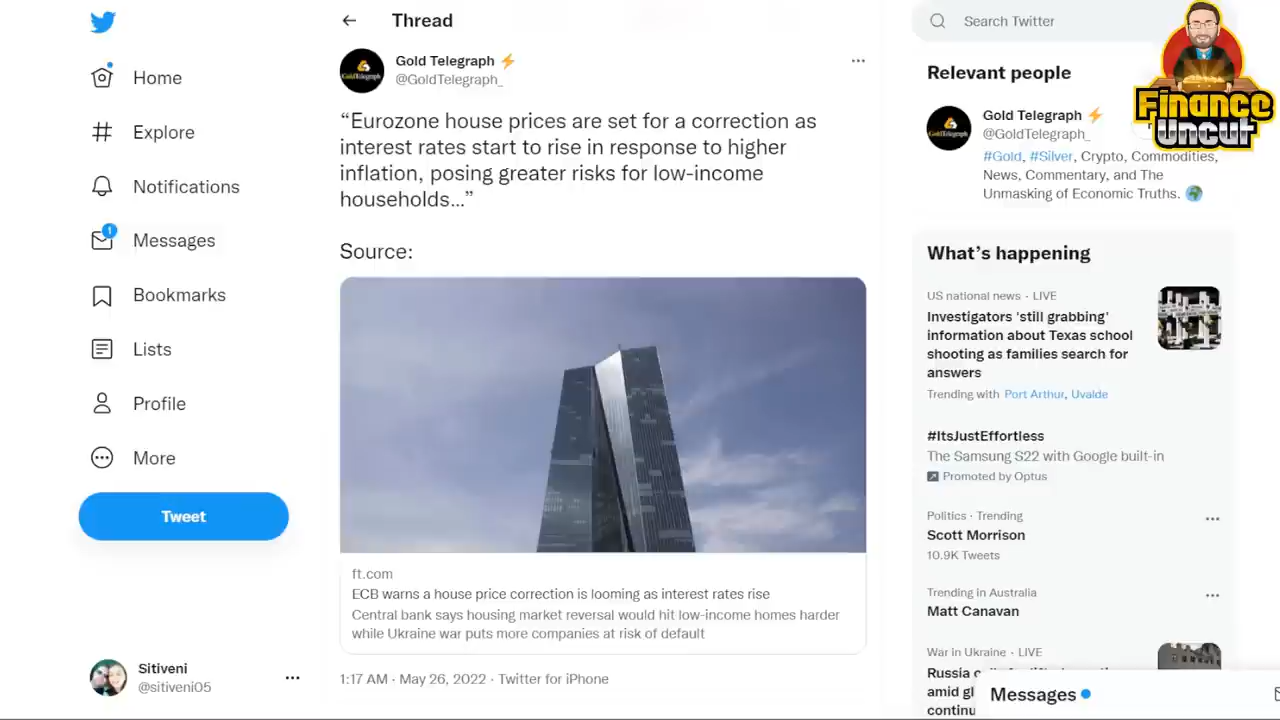 Home
Explore
Notifications
1
Messages
Bookmarks
Lists
Profile
More
Tweet
Sitiveni
@sitiveni05
Thread
Gold Telegraph ⚡
@GoldTelegraph_
“Eurozone house prices are set for a correction as
interest rates start to rise in response to higher
inflation, posing greater risks for low-income
households...”
Source:
ft.com
ECB warns a house price correction is looming as interest rates rise
Central bank says housing market reversal would hit low-income homes harder
while Ukraine war puts more companies at risk of default
1:17 AM · May 26, 2022 · Twitter for iPhone
Search Twitter
Finance
Uncut
Relevant people
Gold Telegraph ⚡
@GoldTelegraph_
#Gold, #Silver, Crypto, Commodities,
News, Commentary, and The
Unmasking of Economic Truths. 🌍
What’s happening
US national news · LIVE
Investigators 'still grabbing'
information about Texas school
shooting as families search for
answers
Trending with Port Arthur, Uvalde
#ItsJustEffortless
The Samsung S22 with Google built-in
Promoted by Optus
Politics · Trending
Scott Morrison
10.9K Tweets
Trending in Australia
Matt Canavan
War in Ukraine · LIVE
Russia
amid
Messages